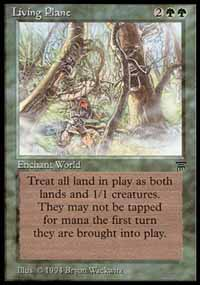 Living Plane 2
Enchant World
Treat all land in play as both
lands and 1/1 creatures.
They may not be tapped
for mana the first turn
they are brought into play.
Illus. © 1994 Bryon Wackwitz